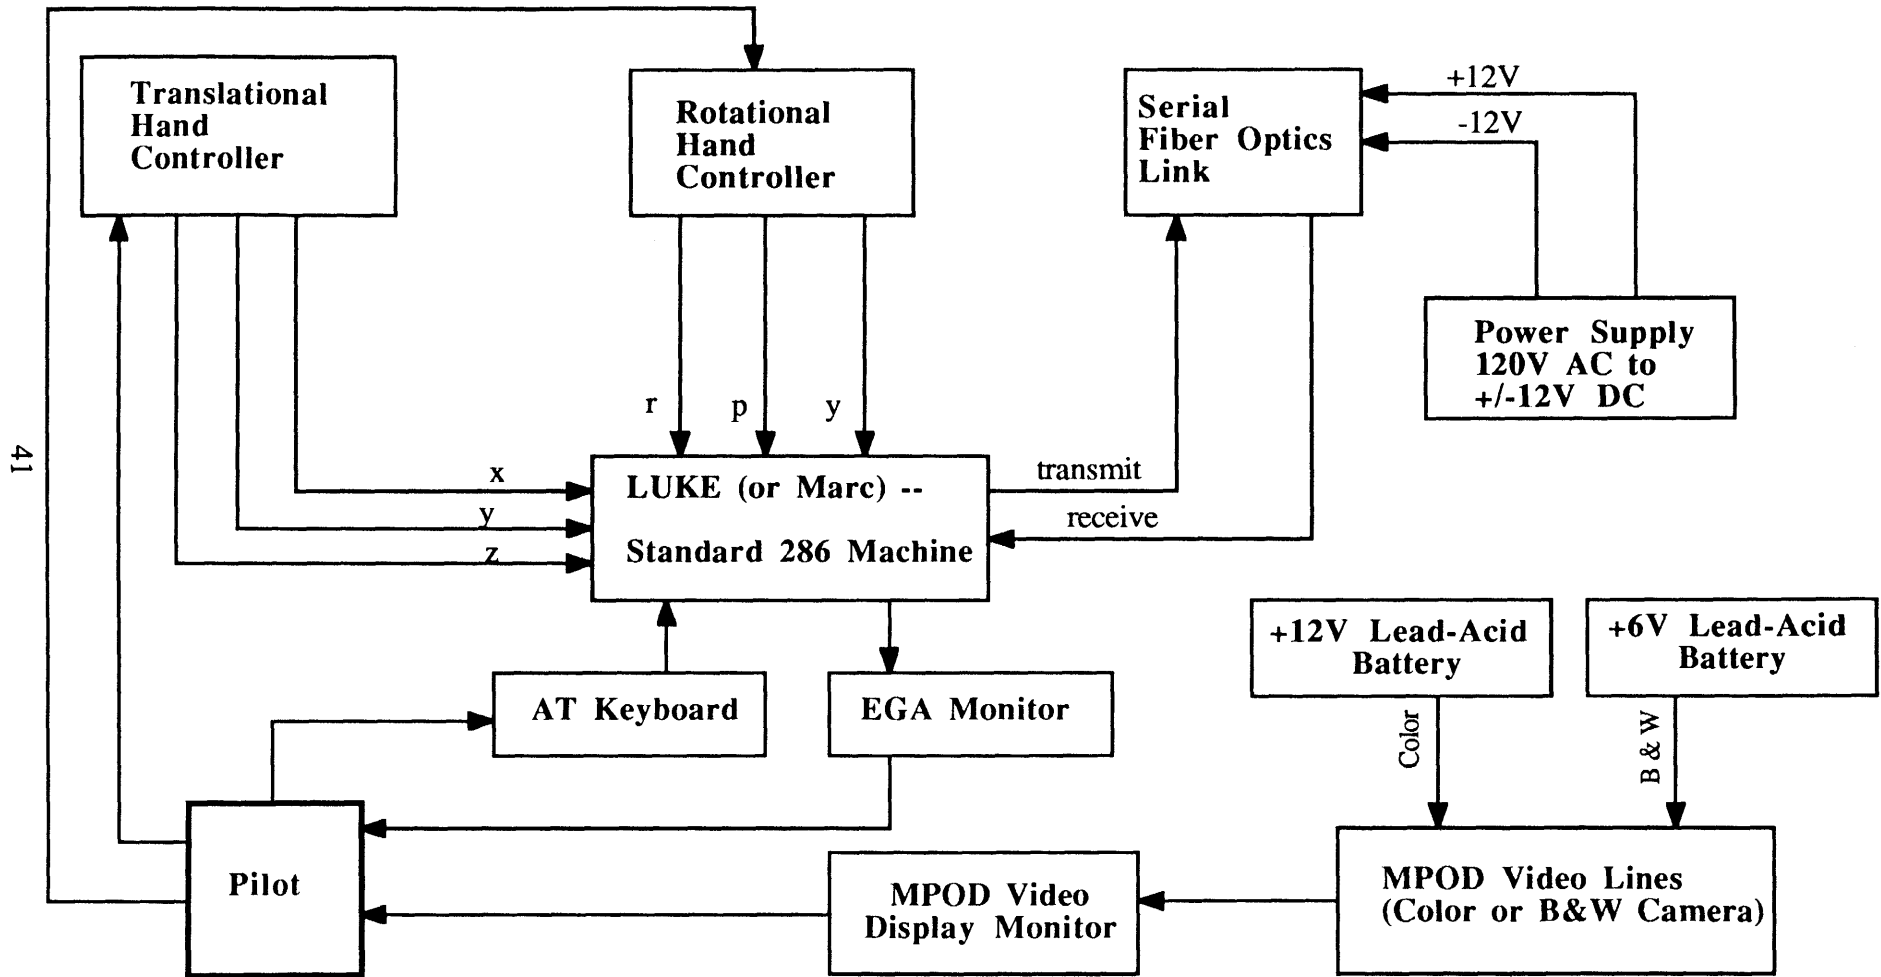 Translational
Hand
Controller
Rotational
Hand
Controller
Serial
Fiber Optics
Link
+12V
-12V
Power Supply
120V AC to
+/-12V DC
r
p
y
41
x
y
z
LUKE (or Marc) --
Standard 286 Machine
transmit
receive
+12V Lead-Acid
Battery
+6V Lead-Acid
Battery
AT Keyboard
EGA Monitor
Color
B & W
Pilot
MPOD Video
Display Monitor
MPOD Video Lines
(Color or B&W Camera)